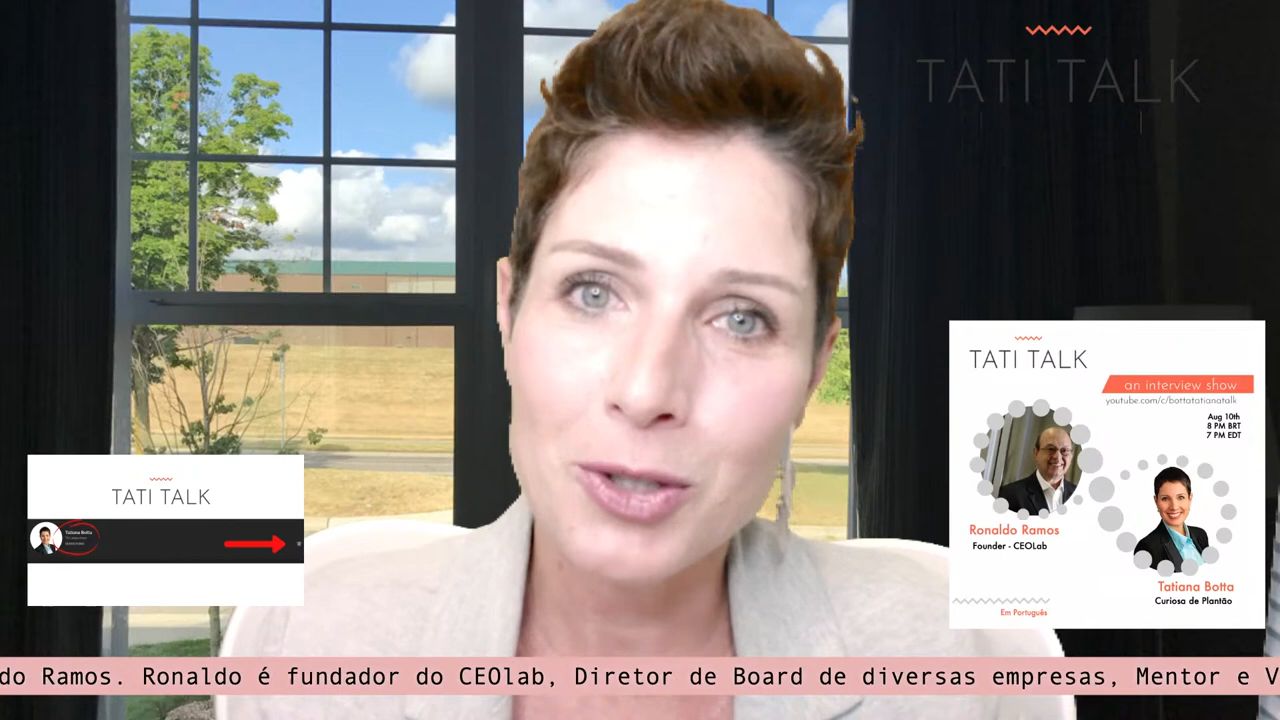 TATI TALK
TATI TALK
an interview show
youtube.com/c/bottatatianatalk
Aug 10th
8 PM BRT
7 PM EDT
Ronaldo Ramos
Founder - CEOLab
Tatiana Botta
Curiosa de Plantão
Em Português
TATI TALK
Tatiana Botta
do Ramos. Ronaldo é fundador do CEOlab, Diretor de Board de diversas empresas, Mentor e V